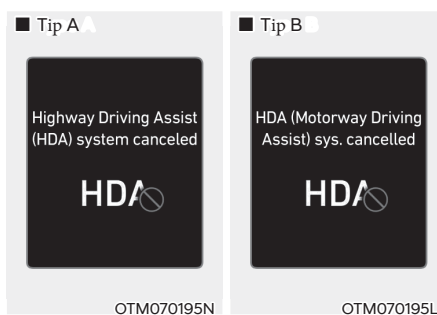 ■ Tip A
Highway Driving Assist
(HDA) system canceled
HDA
OTM070195N
■ Tip B
HDA (Motorway Driving
Assist) sys. cancelled
HDA
OTM070195L